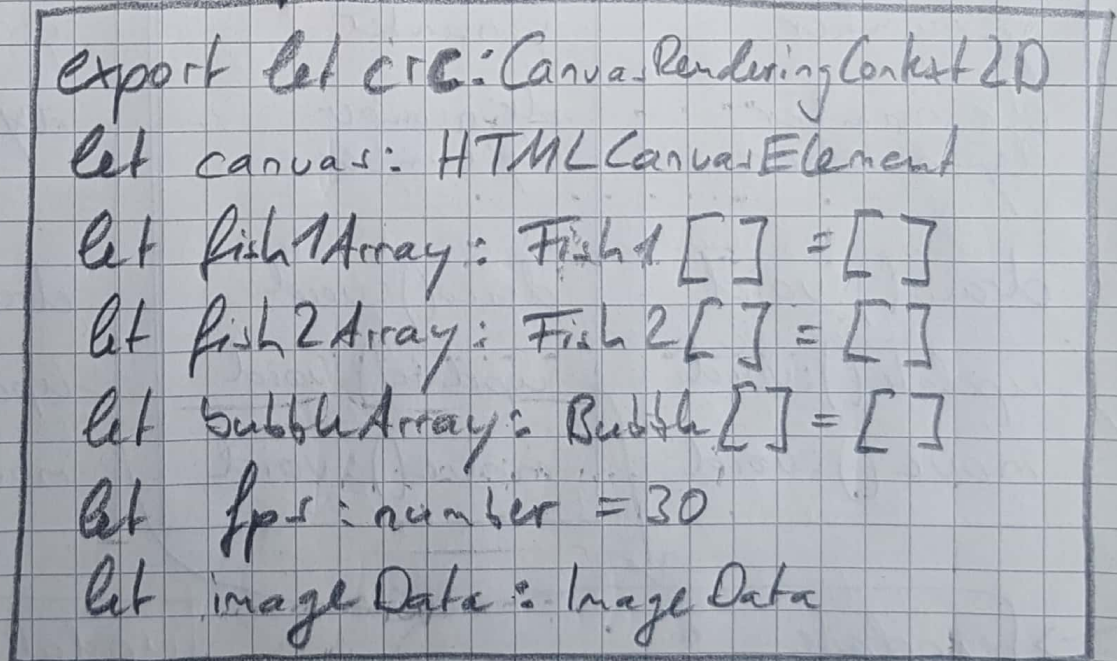 export let crc: CanvasRenderingContext2D
let canvas: HTMLCanvasElement
let fish1Array: Fish1[] = []
let fish2Array: Fish2[] = []
let bubbleArray: Bubble[] = []
let fps: number = 30
let imageData: ImageData